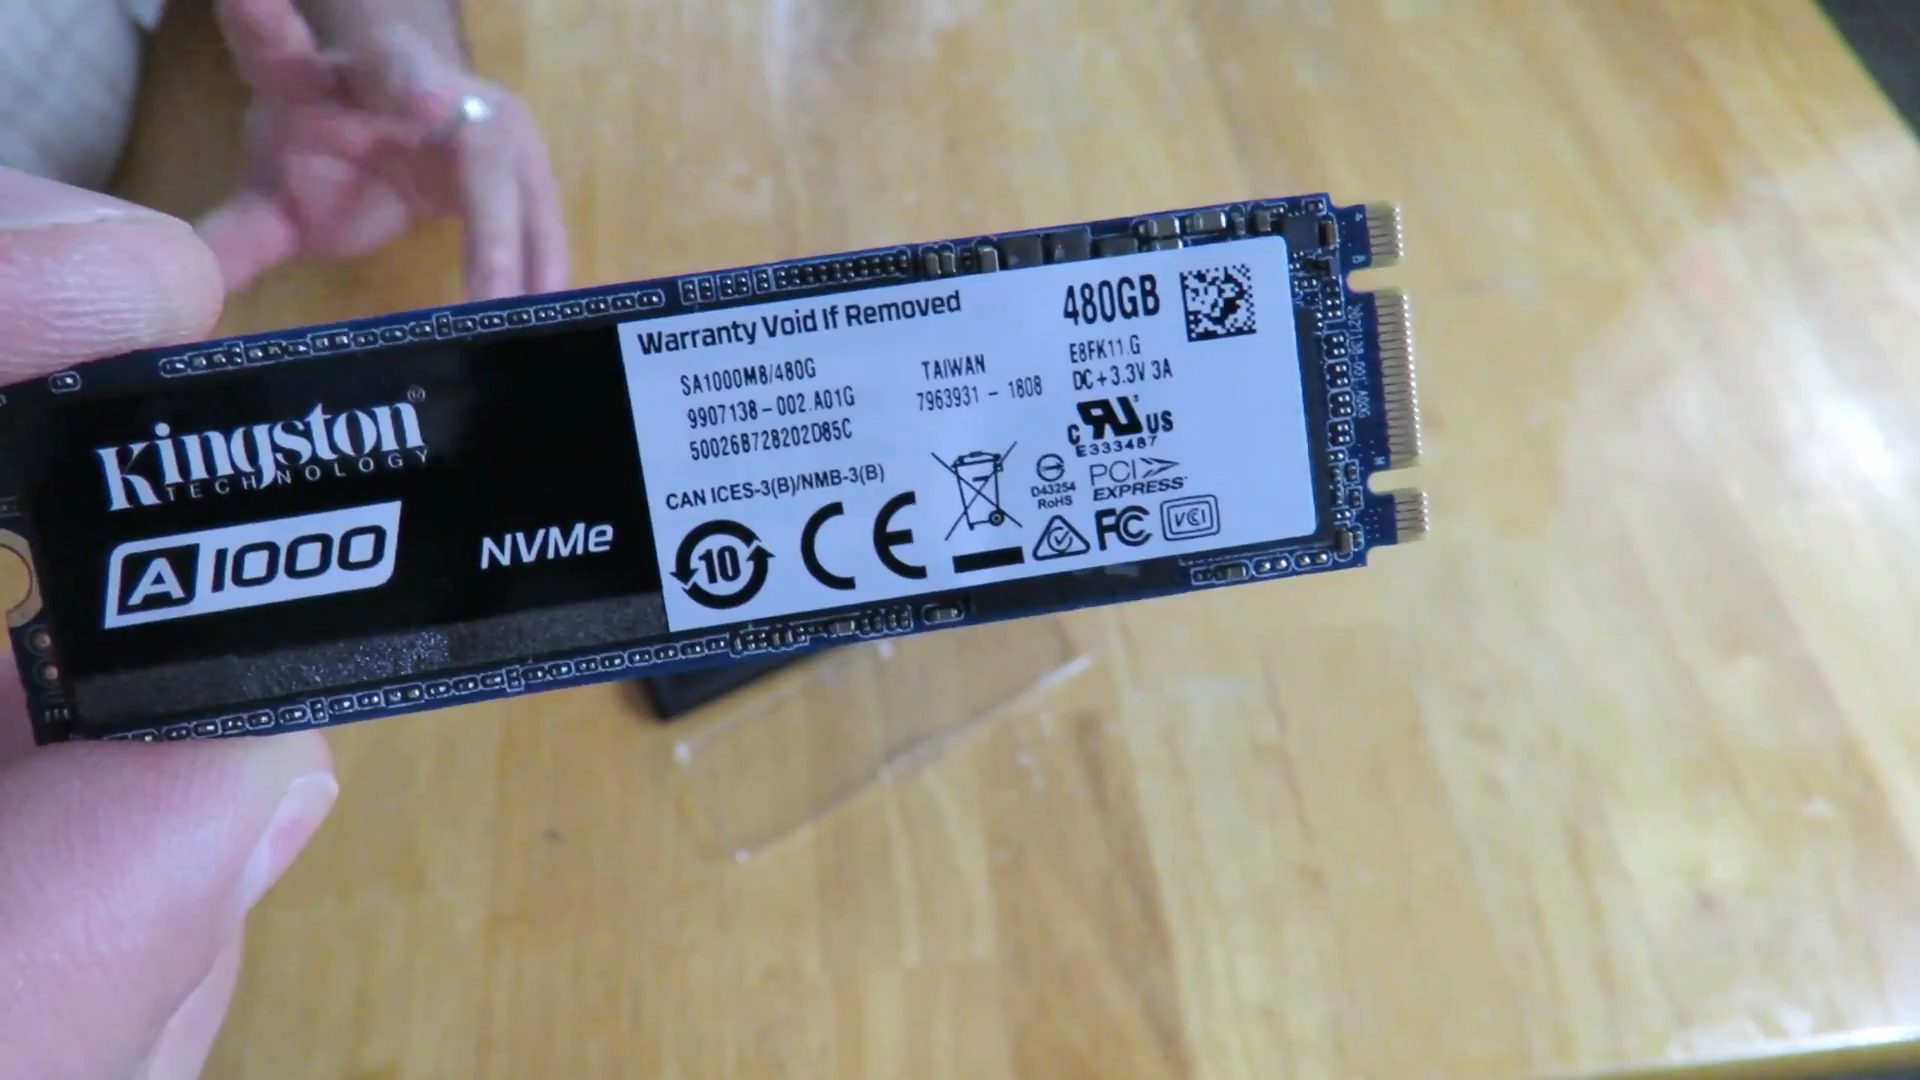 Kingston®
TECHNOLOGY
A1000
NVMe
Warranty Void If Removed
480GB
SA1000M8/480G
9907138-002.A01G
50026B728202D85C
TAIWAN
7963931 - 1808
E8FK11.G
DC+3.3V 3A
c RU US
E333487
CAN ICES-3(B)/NMB-3(B)
D43254
RoHS
PCI
EXPRESS
10
CE
FC
VCI